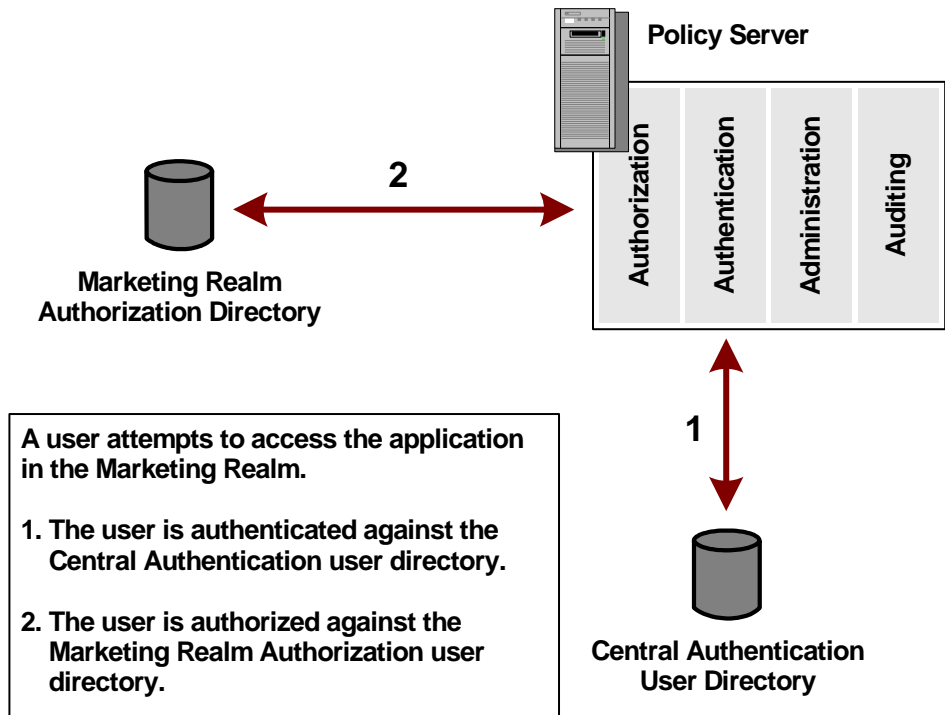 Policy Server
Authorization
Authentication
Administration
Auditing
2
Marketing Realm
Authorization Directory
1
A user attempts to access the application
in the Marketing Realm.
1. The user is authenticated against the
Central Authentication user directory.
2. The user is authorized against the
Marketing Realm Authorization user
directory.
Central Authentication
User Directory